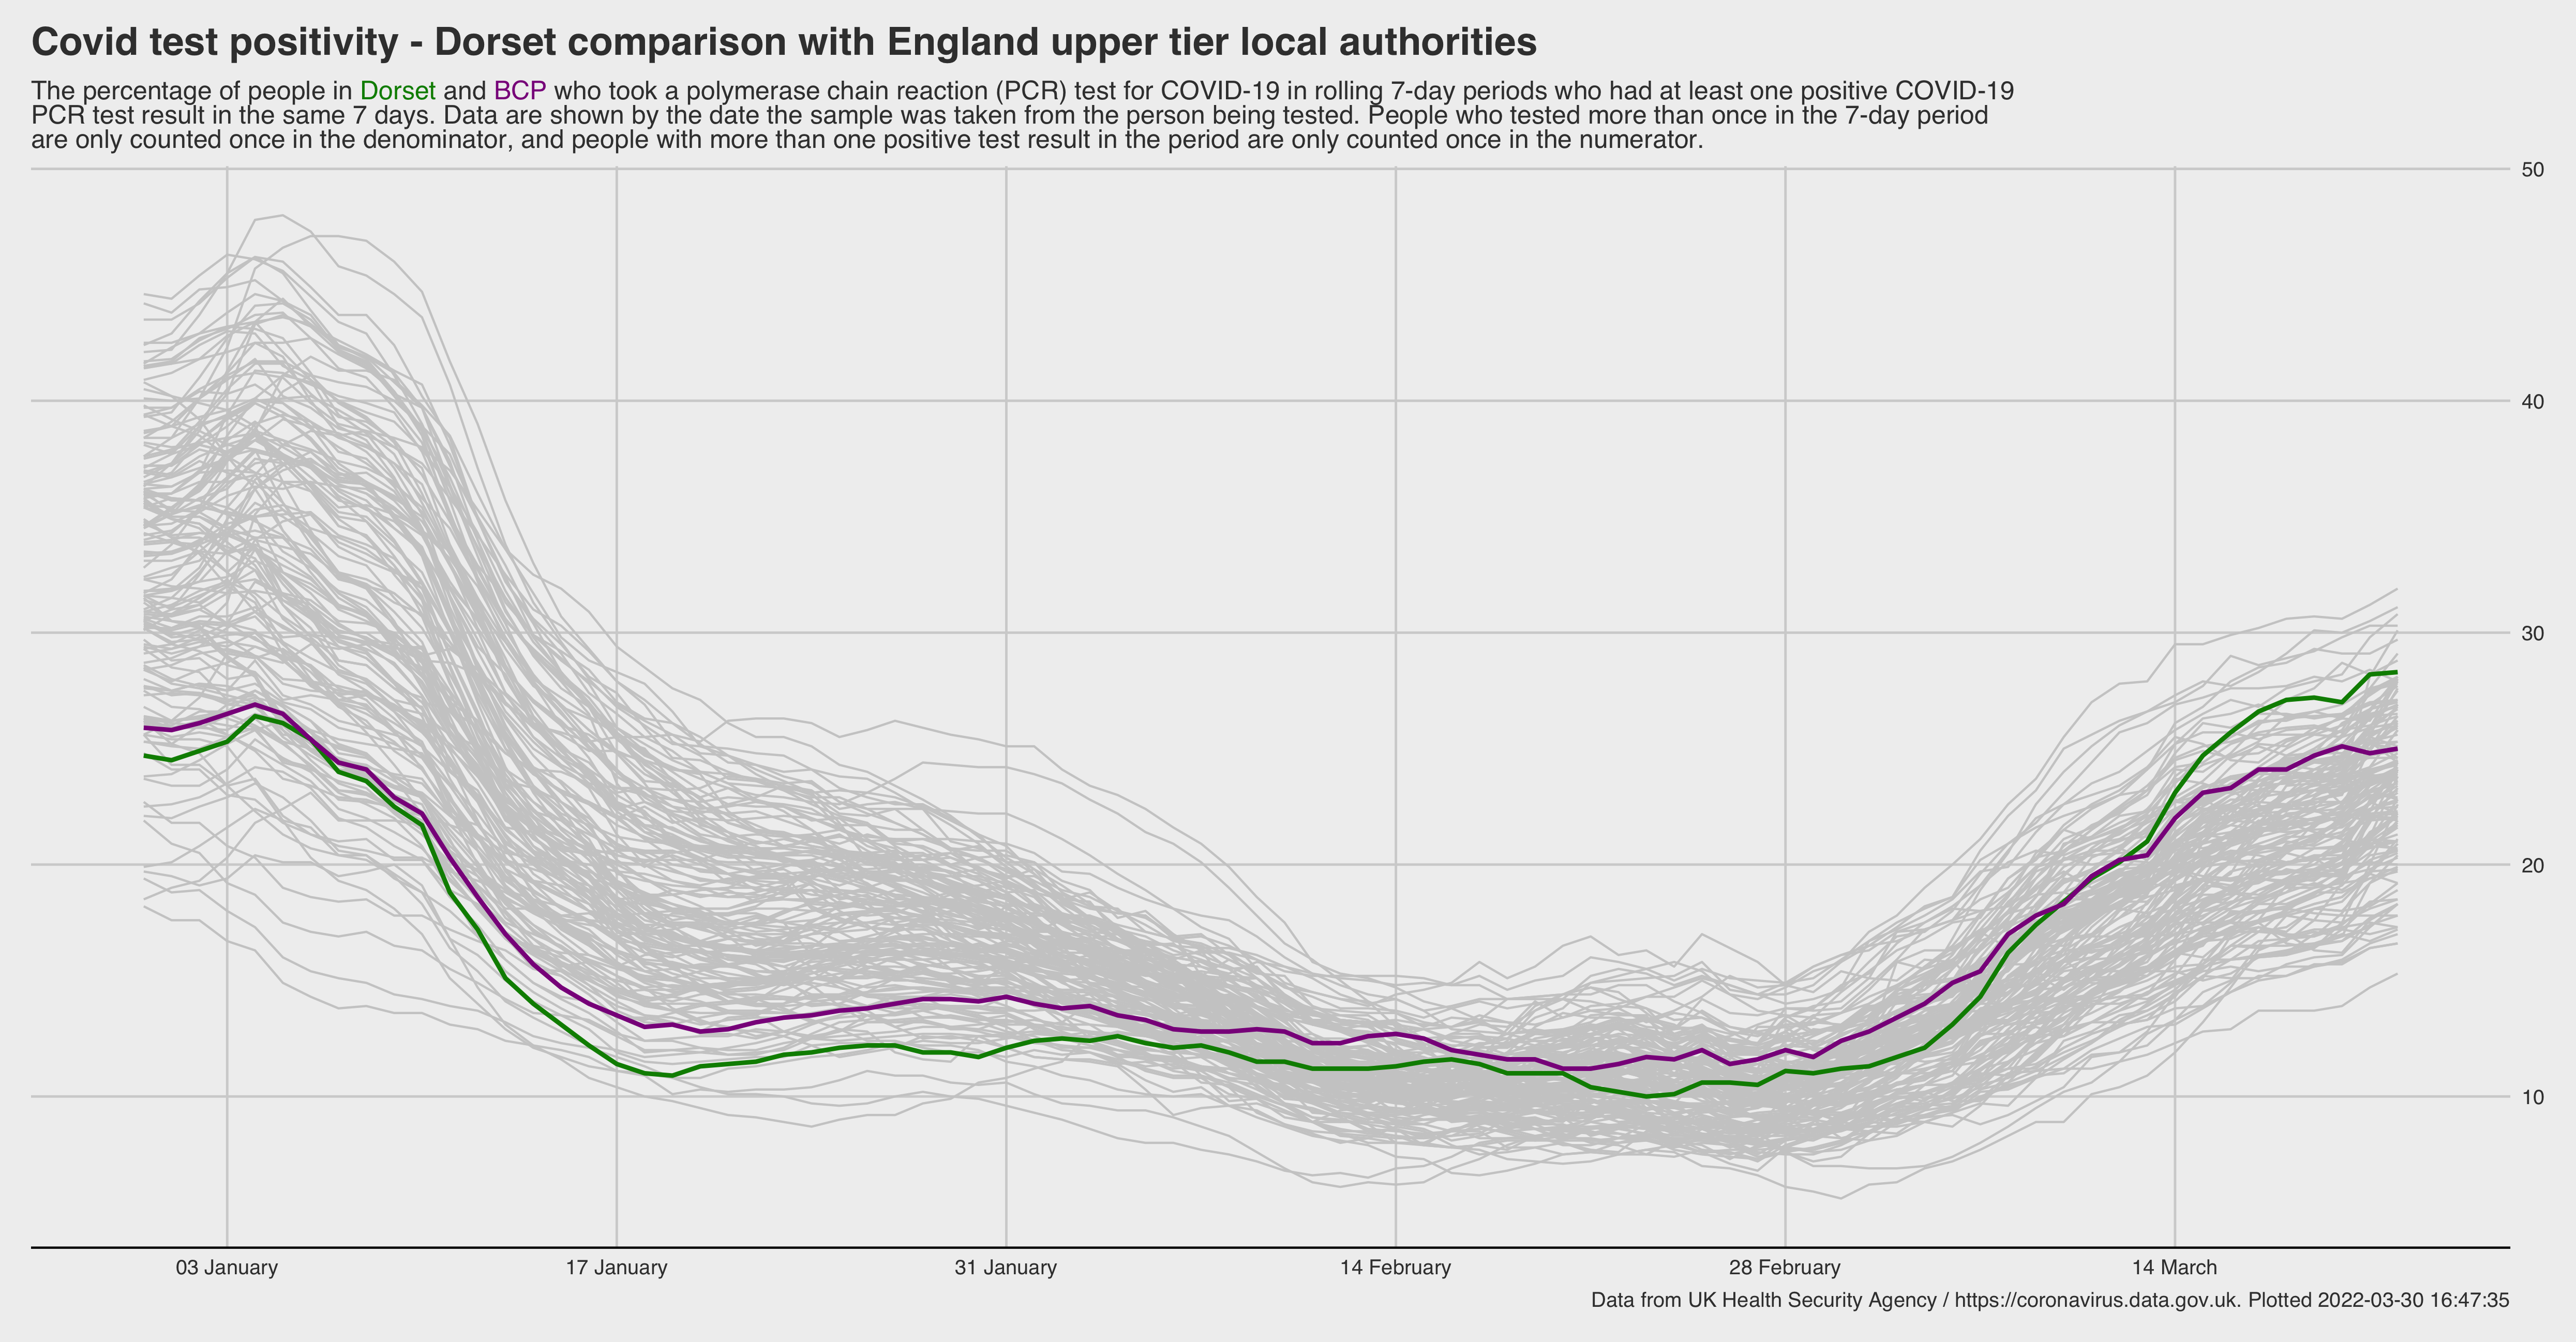 Covid test positivity - Dorset comparison with England upper tier local authorities
The percentage of people in Dorset and BCP who took a polymerase chain reaction (PCR) test for COVID-19 in rolling 7-day periods who had at least one positive COVID-19
PCR test result in the same 7 days. Data are shown by the date the sample was taken from the person being tested. People who tested more than once in the 7-day period
are only counted once in the denominator, and people with more than one positive test result in the period are only counted once in the numerator.
50
40
30
20
10
03 January
17 January
31 January
14 February
28 February
14 March
Data from UK Health Security Agency / https://coronavirus.data.gov.uk. Plotted 2022-03-30 16:47:35